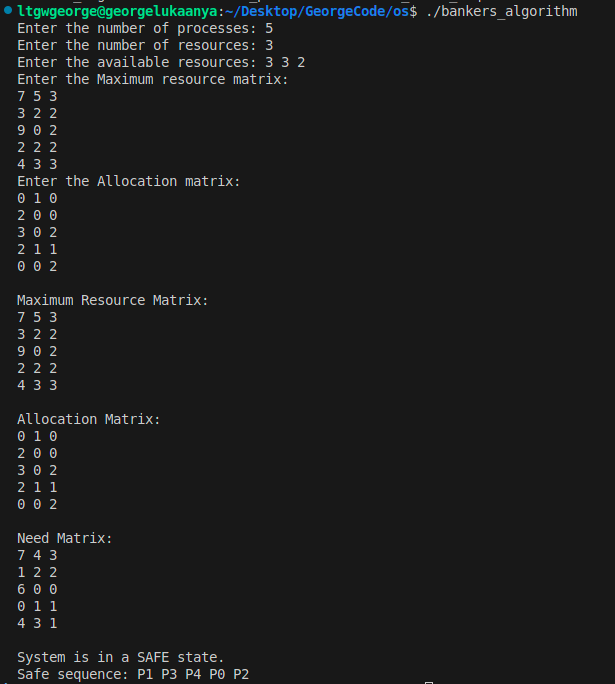 ltgwgeorge@georgelukaanya:~/Desktop/GeorgeCode/os$ ./bankers_algorithm
Enter the number of processes: 5
Enter the number of resources: 3
Enter the available resources: 3 3 2
Enter the Maximum resource matrix:
7 5 3
3 2 2
9 0 2
2 2 2
4 3 3
Enter the Allocation matrix:
0 1 0
2 0 0
3 0 2
2 1 1
0 0 2

Maximum Resource Matrix:
7 5 3
3 2 2
9 0 2
2 2 2
4 3 3

Allocation Matrix:
0 1 0
2 0 0
3 0 2
2 1 1
0 0 2

Need Matrix:
7 4 3
1 2 2
6 0 0
0 1 1
4 3 1

System is in a SAFE state.
Safe sequence: P1 P3 P4 P0 P2